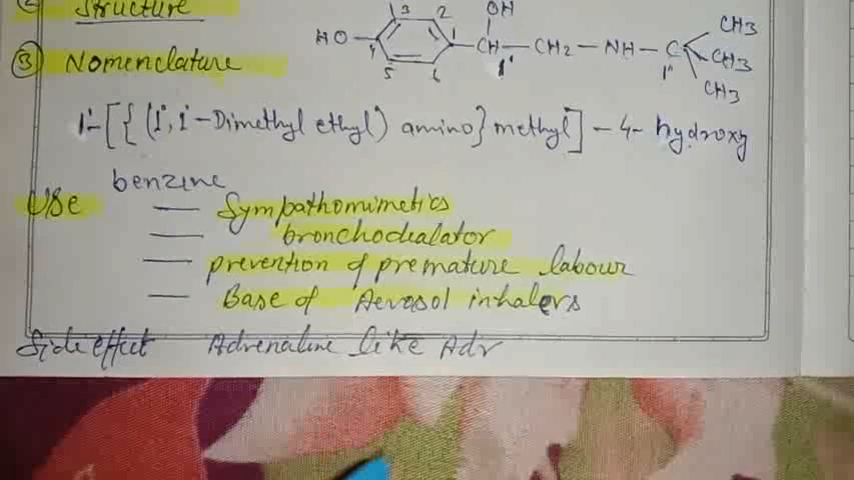 ② Structure
HO 4 3 2 1 6 5 OH CH 1' CH2 NH C 1'' CH3 CH3 CH3
③ Nomenclature
1'-[{(1',1'-Dimethyl ethyl) amino} methyl] - 4- hydroxy
benzine
Use — Sympathomimetics
— bronchodealator
— prevention of premature labour
— Base of Aerosol inhalers
Side effect Adrenaline like Adr